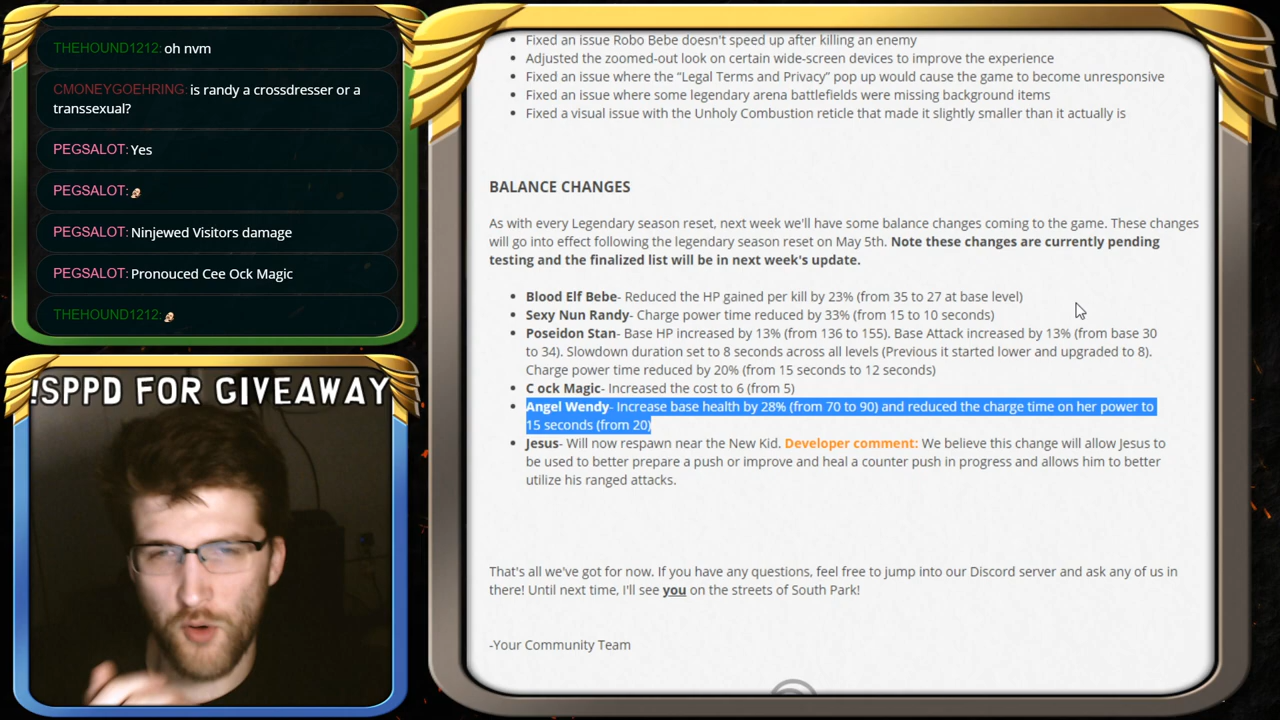 THEHOUND1212: oh nvm
CMONEYGOEHRING: is randy a crossdresser or a
transsexual?
PEGSALOT: Yes
PEGSALOT:
PEGSALOT: Ninjewed Visitors damage
PEGSALOT: Pronouced Cee Ock Magic
THEHOUND1212:
!SPPD FOR GIVEAWAY
• Fixed an issue Robo Bebe doesn't speed up after killing an enemy
• Adjusted the zoomed-out look on certain wide-screen devices to improve the experience
• Fixed an issue where the “Legal Terms and Privacy” pop up would cause the game to become unresponsive
• Fixed an issue where some legendary arena battlefields were missing background items
• Fixed a visual issue with the Unholy Combustion reticle that made it slightly smaller than it actually is
BALANCE CHANGES
As with every Legendary season reset, next week we'll have some balance changes coming to the game. These changes
will go into effect following the legendary season reset on May 5th. Note these changes are currently pending
testing and the finalized list will be in next week's update.
• Blood Elf Bebe- Reduced the HP gained per kill by 23% (from 35 to 27 at base level)
• Sexy Nun Randy- Charge power time reduced by 33% (from 15 to 10 seconds)
• Poseidon Stan- Base HP increased by 13% (from 136 to 155). Base Attack increased by 13% (from base 30
to 34). Slowdown duration set to 8 seconds across all levels (Previous it started lower and upgraded to 8).
Charge power time reduced by 20% (from 15 seconds to 12 seconds)
• C ock Magic- Increased the cost to 6 (from 5)
• Angel Wendy- Increase base health by 28% (from 70 to 90) and reduced the charge time on her power to
15 seconds (from 20)
• Jesus- Will now respawn near the New Kid. Developer comment: We believe this change will allow Jesus to
be used to better prepare a push or improve and heal a counter push in progress and allows him to better
utilize his ranged attacks.
That's all we've got for now. If you have any questions, feel free to jump into our Discord server and ask any of us in
there! Until next time, I'll see you on the streets of South Park!
-Your Community Team